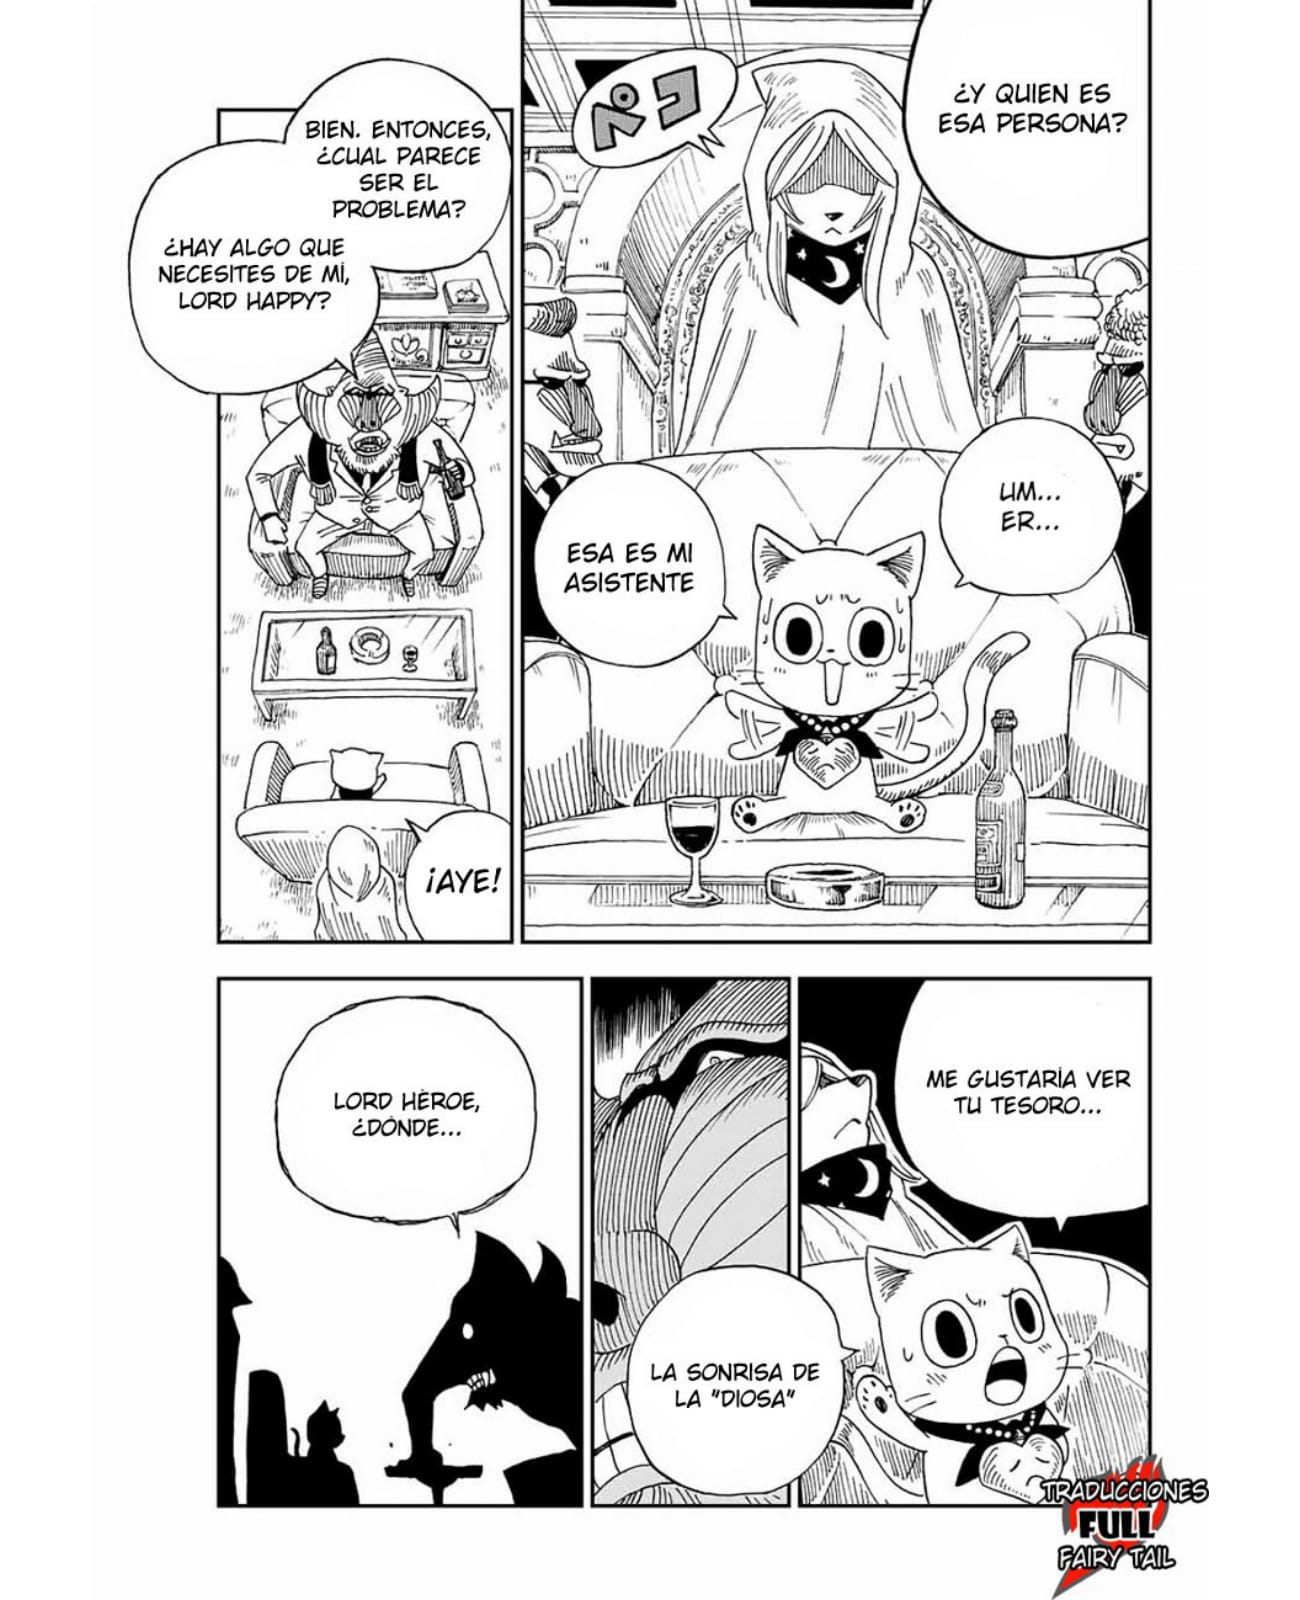 ¿Y QUIEN ES
ESA PERSONA?
ペコ
UM...
ER...
ESA ES MI
ASISTENTE
BIEN. ENTONCES,
¿CUAL PARECE
SER EL
PROBLEMA?
¿HAY ALGO QUE
NECESITES DE MÍ,
LORD HAPPY?
¡AYE!
ME GUSTARÍA VER
TU TESORO...
LA SONRISA DE
LA "DIOSA"
LORD HÉROE,
¿DÓNDE...
TRADUCCIONES
FULL
FAIRY TAIL